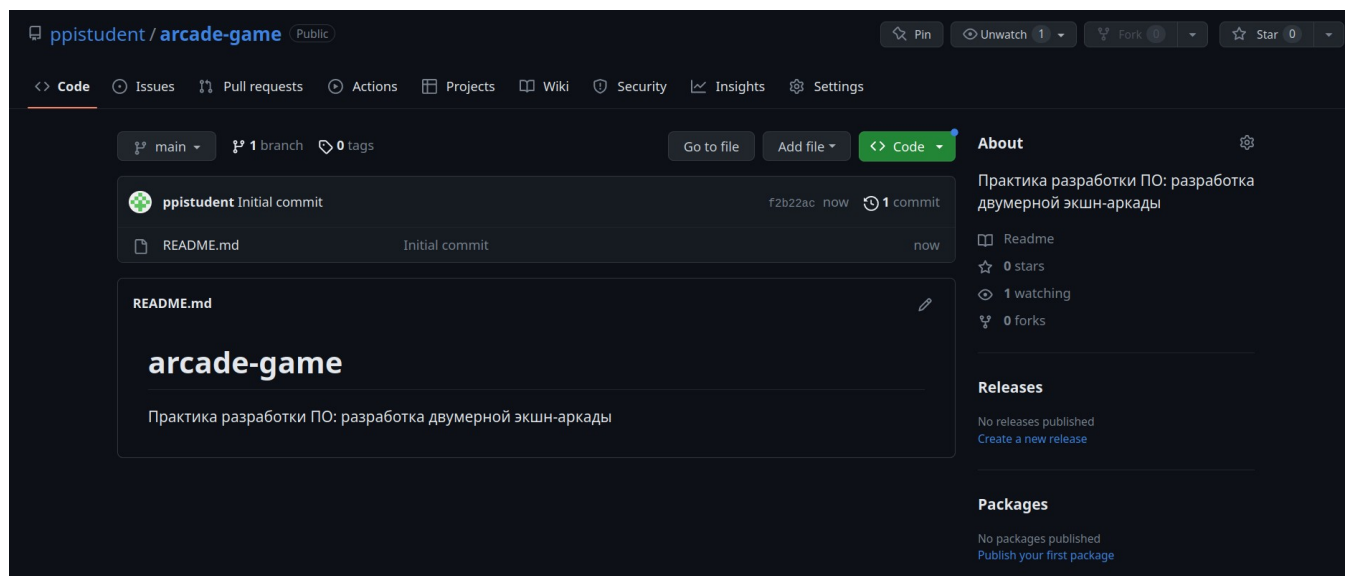 ppistudent / arcade-game Public
Pin Unwatch 1 Fork 0 Star 0
Code Issues Pull requests Actions Projects Wiki Security Insights Settings
main 1 branch 0 tags Go to file Add file Code
ppistudent Initial commit f2b22ac now 1 commit
README.md Initial commit now
README.md
arcade-game
Практика разработки ПО: разработка двумерной экшн-аркады
About
Практика разработки ПО: разработка
двумерной экшн-аркады
Readme
0 stars
1 watching
0 forks
Releases
No releases published
Create a new release
Packages
No packages published
Publish your first package